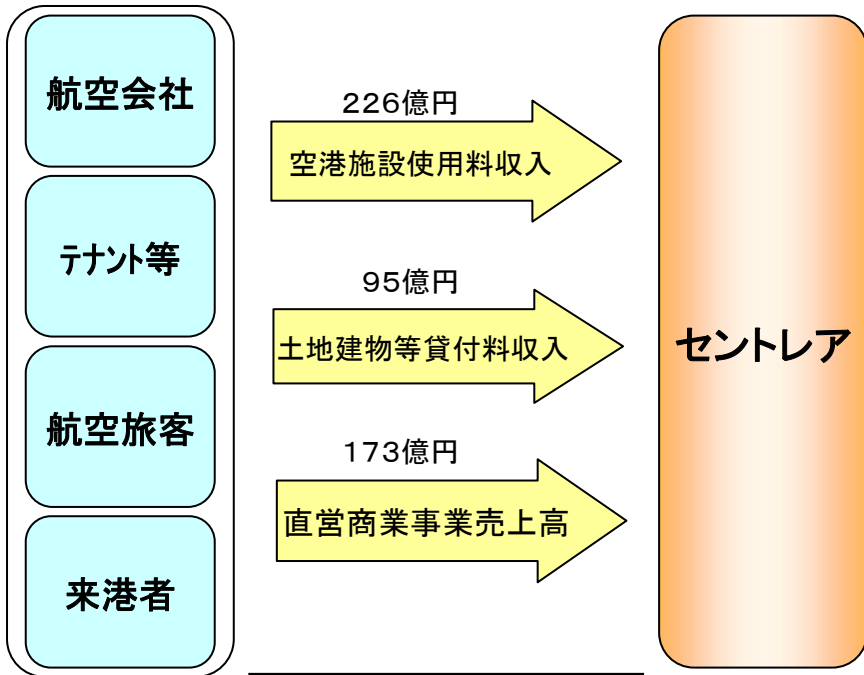 航空会社
テナント等
航空旅客
来港者
226億円
空港施設使用料収入
95億円
土地建物等貸付料収入
173億円
直営商業事業売上高
セントレア